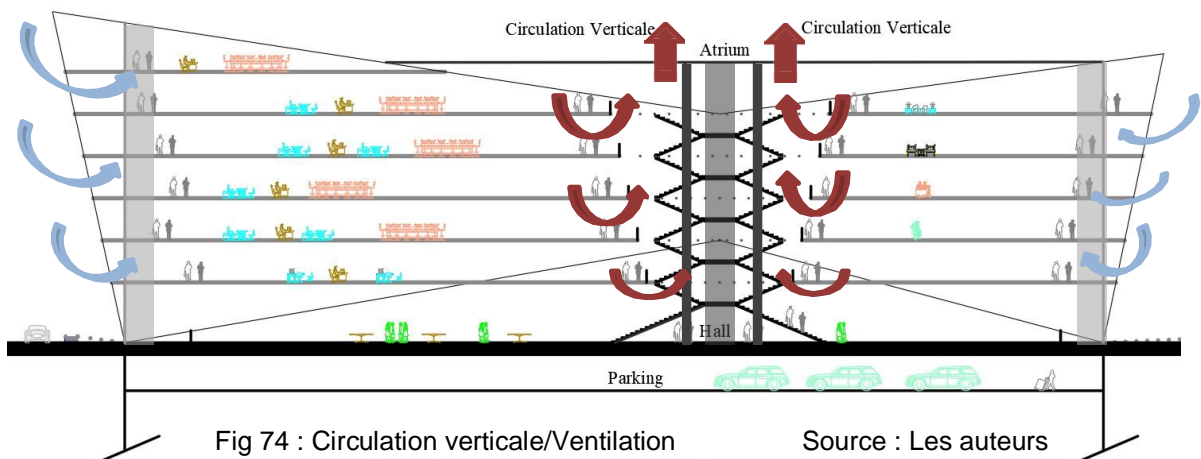 Circulation Verticale
Circulation Verticale
Atrium
Hall
Parking
Fig 74 : Circulation verticale/Ventilation
Source : Les auteurs